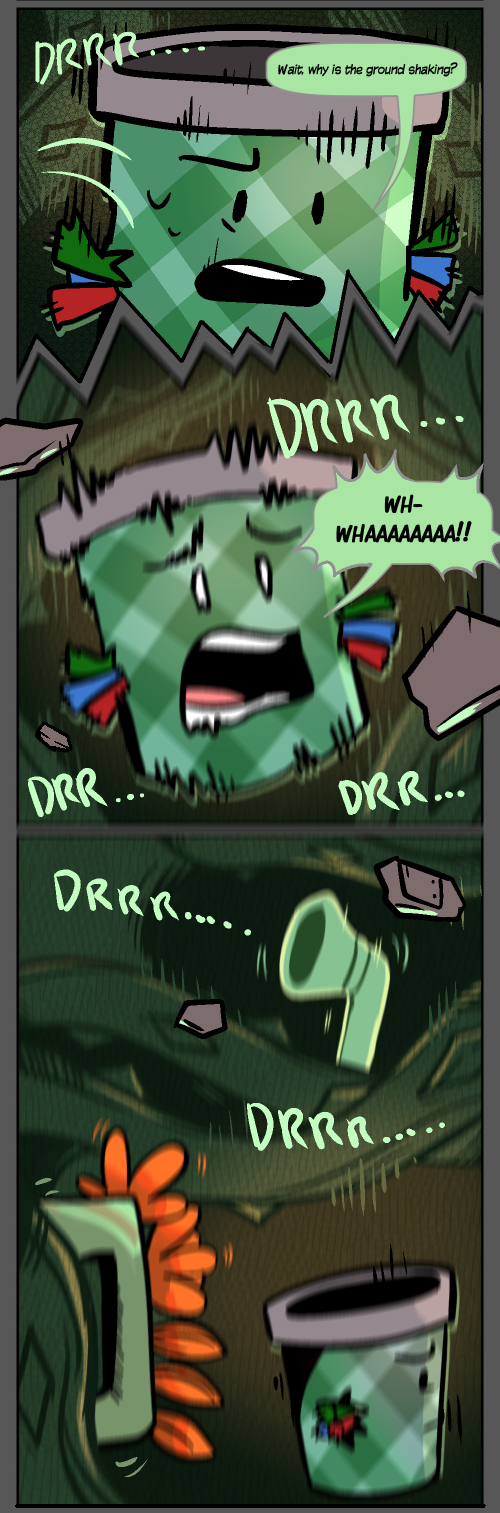 DRRR.....
Wait, why is the ground shaking?
DRRR...
WH-
WHAAAAAAAA!!
DRR...
DRR...
DRRR.....
DRRR.....